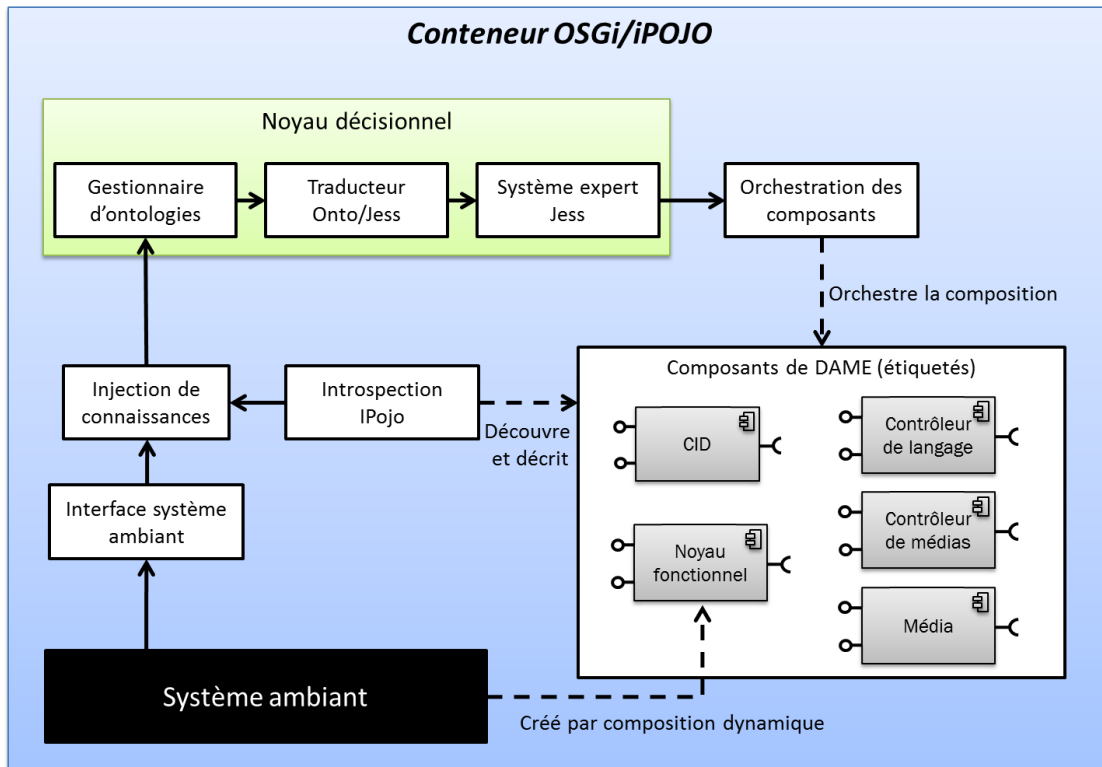 Conteneur OSGi/iPOJO
Noyau décisionnel
Gestionnaire
d'ontologies
Traducteur
Onto/Jess
Système expert
Jess
Orchestration des
composants
Orchestre la composition
Injection de
connaissances
Introspection
IPojo
Découvre
et décrit
Composants de DAME (étiquetés)
CID
Contrôleur
de langage
Interface système
ambiant
Contrôleur
de médias
Noyau
fonctionnel
Média
Système ambiant
Créé par composition dynamique